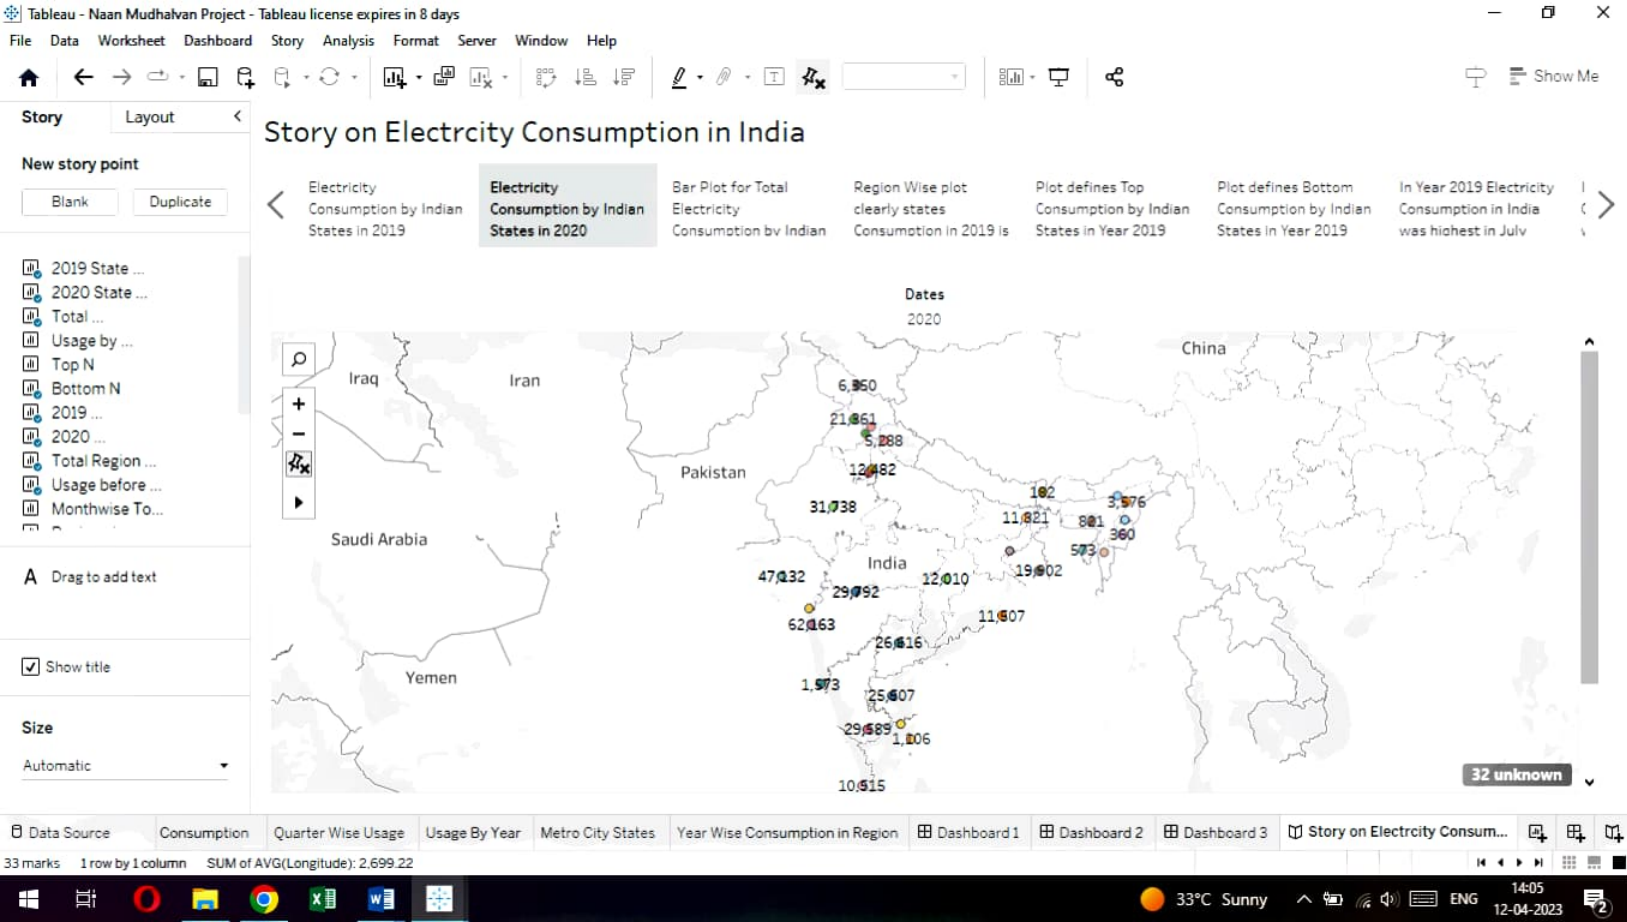 Tableau - Naan Mudhalvan Project - Tableau license expires in 8 days
File Data Worksheet Dashboard Story Analysis Format Server Window Help
Show Me
Story Layout
New story point
Blank Duplicate
2019 State ...
2020 State ...
Total ...
Usage by ...
Top N
Bottom N
2019 ...
2020 ...
Total Region ...
Usage before ...
Monthwise To...
A Drag to add text
Show title
Size
Automatic
Story on Electrcity Consumption in India
Electricity
Consumption by Indian
States in 2019
Electricity
Consumption by Indian
States in 2020
Bar Plot for Total
Electricity
Consumption by Indian
Region Wise plot
clearly states
Consumption in 2019 is
Plot defines Top
Consumption by Indian
States in Year 2019
Plot defines Bottom
Consumption by Indian
States in Year 2019
In Year 2019 Electricity
Consumption in India
was highest in July
Dates
2020
China
Iraq
Iran
6,350
21,861
5,288
Pakistan
12,482
182
3,576
31,738
11,821
821
360
Saudi Arabia
573
India
19,902
47,232
12,010
29,792
11,507
62,163
26,616
Yemen
1,573
25,607
29,589
1,106
10,915
32 unknown
Data Source Consumption Quarter Wise Usage Usage By Year Metro City States Year Wise Consumption in Region Dashboard 1 Dashboard 2 Dashboard 3 Story on Electrcity Consum...
33 marks 1 row by 1 column SUM of AVG(Longitude): 2,699.22
33°C Sunny
ENG
14:05
12-04-2023
2